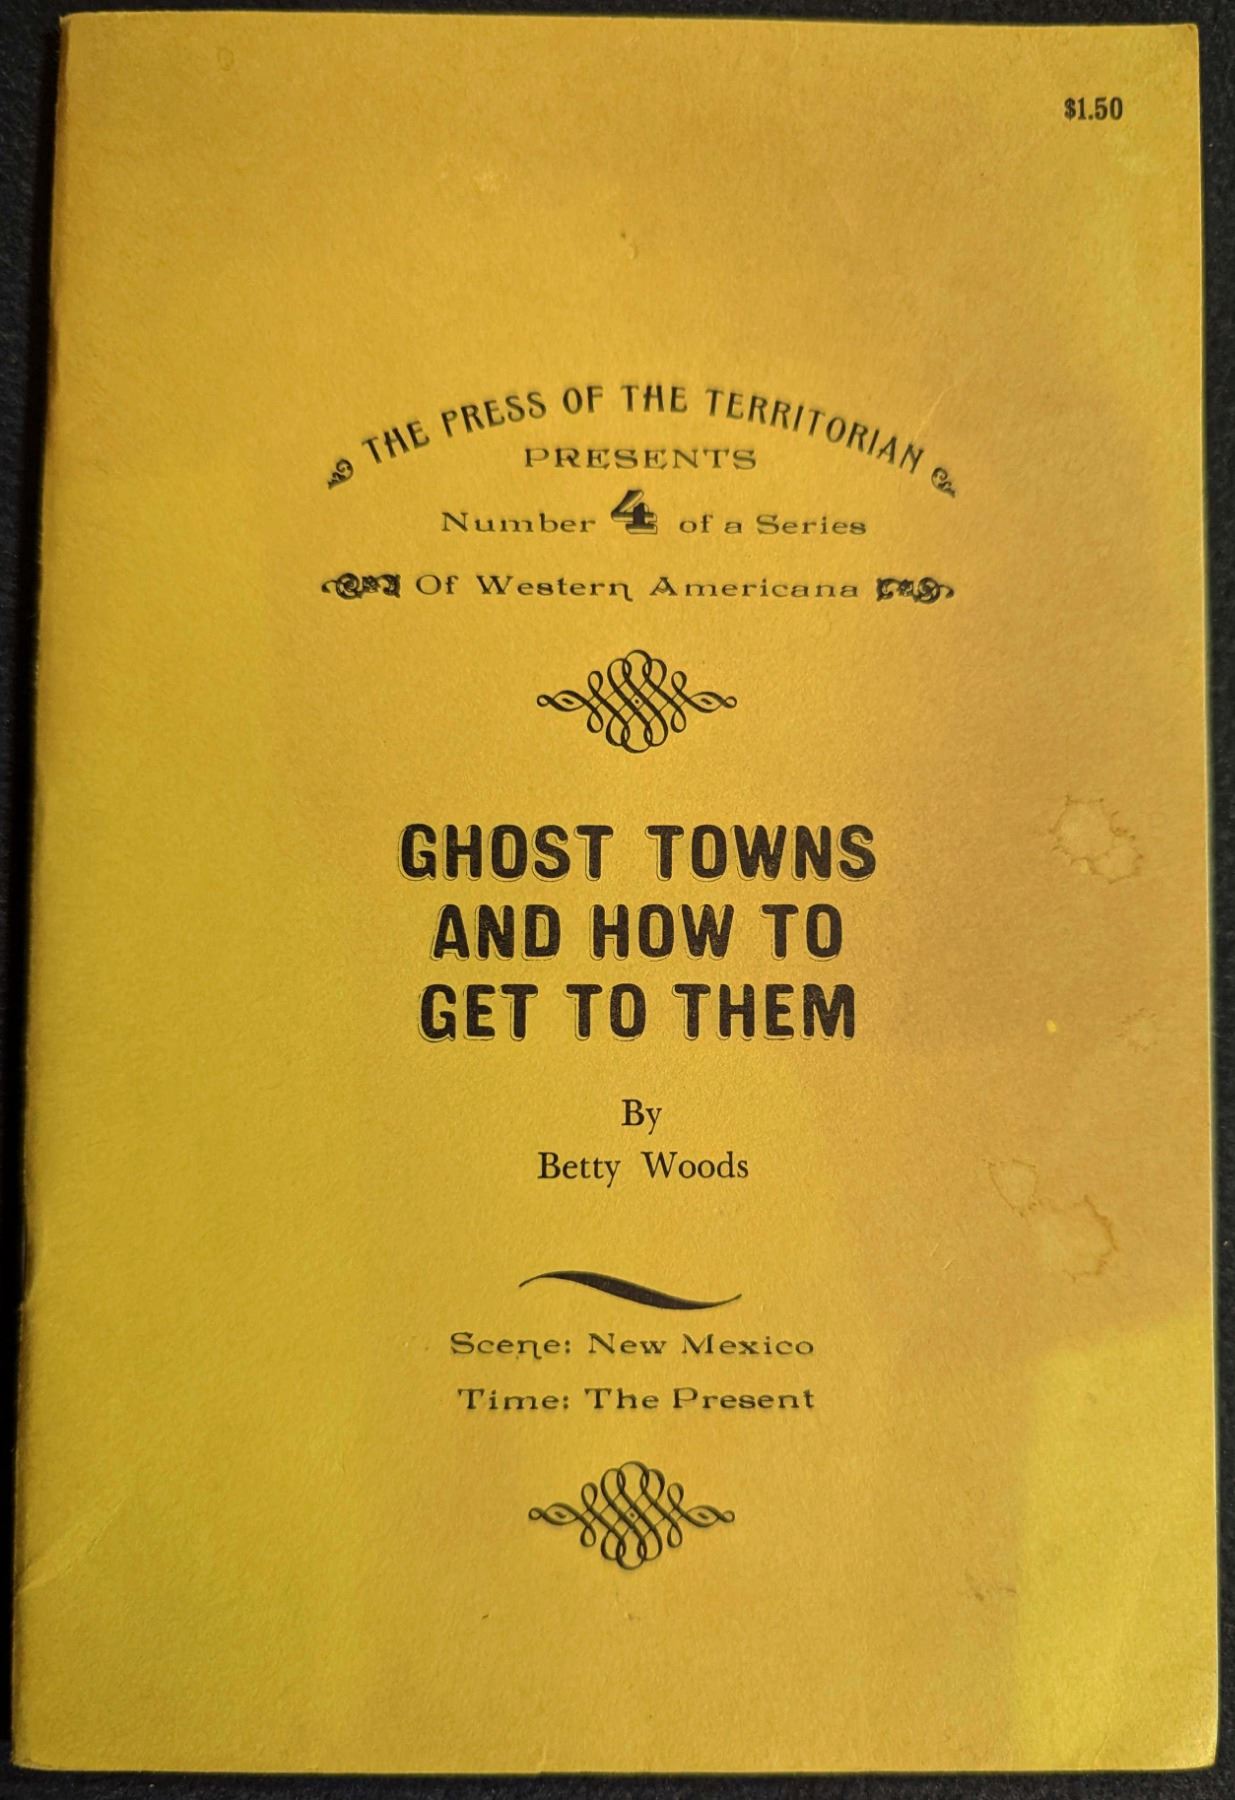 $1.50
THE PRESS OF THE TERRITORIAN
PRESENTS
Number 4 of a Series
Of Western Americana
GHOST TOWNS
AND HOW TO
GET TO THEM
By
Betty Woods
Scene: New Mexico
Time: The Present